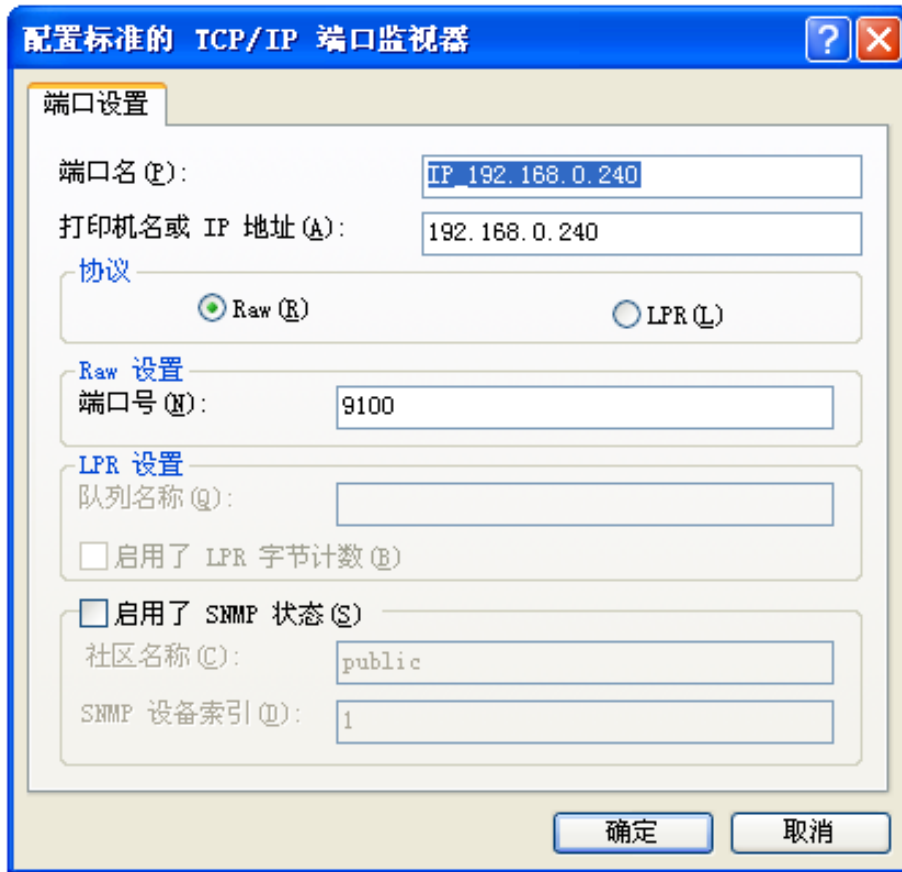 配置标准的 TCP/IP 端口监视器
端口设置
端口名(P): IP_192.168.0.240
打印机名或 IP 地址(A): 192.168.0.240
协议
Raw(R) LPR(L)
Raw 设置
端口号(N): 9100
LPR 设置
队列名称(Q):
启用了 LPR 字节计数(B)
启用了 SNMP 状态(S)
社区名称(C): public
SNMP 设备索引(D): 1
确定 取消